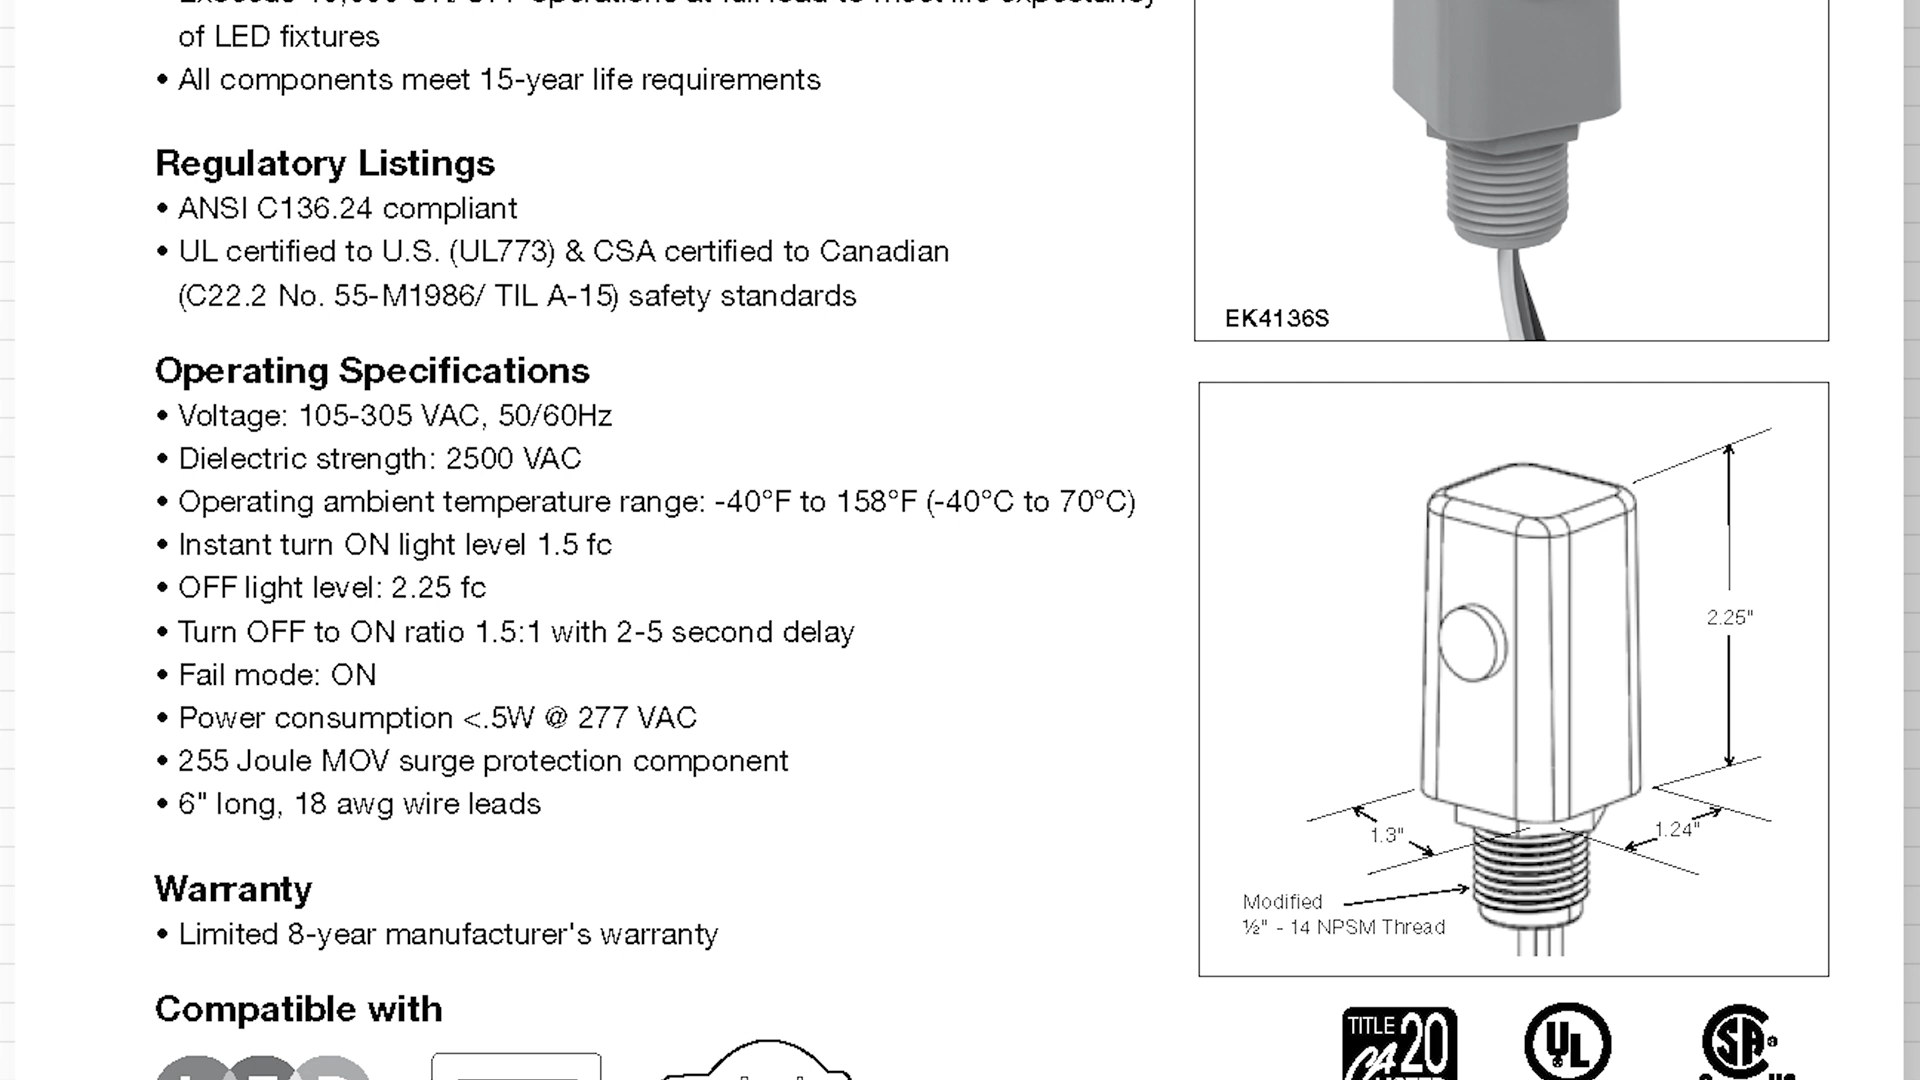 of LED fixtures
• All components meet 15-year life requirements
Regulatory Listings
• ANSI C136.24 compliant
• UL certified to U.S. (UL773) & CSA certified to Canadian
(C22.2 No. 55-M1986/ TIL A-15) safety standards
Operating Specifications
• Voltage: 105-305 VAC, 50/60Hz
• Dielectric strength: 2500 VAC
• Operating ambient temperature range: -40°F to 158°F (-40°C to 70°C)
• Instant turn ON light level 1.5 fc
• OFF light level: 2.25 fc
• Turn OFF to ON ratio 1.5:1 with 2-5 second delay
• Fail mode: ON
• Power consumption <.5W @ 277 VAC
• 255 Joule MOV surge protection component
• 6" long, 18 awg wire leads
Warranty
• Limited 8-year manufacturer's warranty
Compatible with
EK4136S
2.25"
1.3"
1.24"
Modified
½" - 14 NPSM Thread
TITLE 20
CA
UL
SA